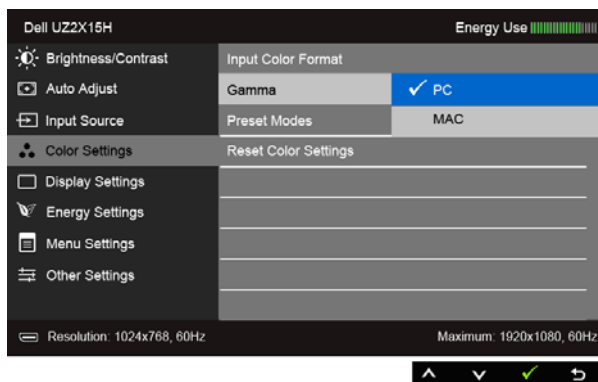 Dell UZ2X15H Energy Use
Brightness/Contrast Input Color Format
Auto Adjust Gamma PC
Input Source Preset Modes MAC
Color Settings Reset Color Settings
Display Settings
Energy Settings
Menu Settings
Other Settings
Resolution: 1024x768, 60Hz Maximum: 1920x1080, 60Hz